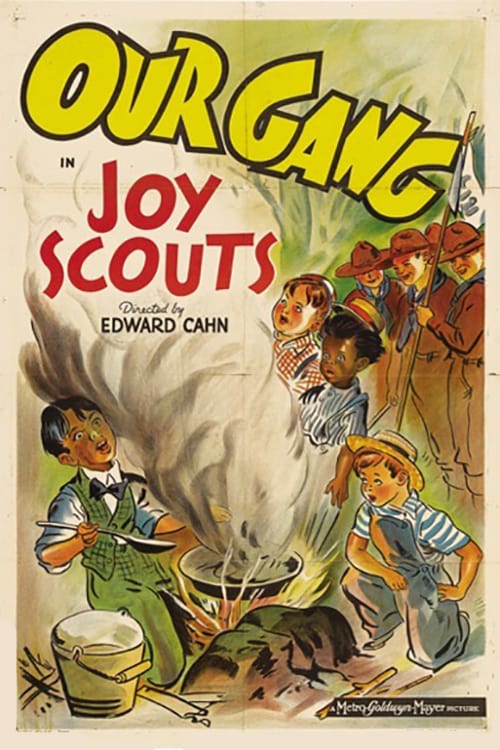 OUR GANG
IN
JOY
SCOUTS
Directed by
EDWARD CAHN
A Metro-Goldwyn-Mayer PICTURE